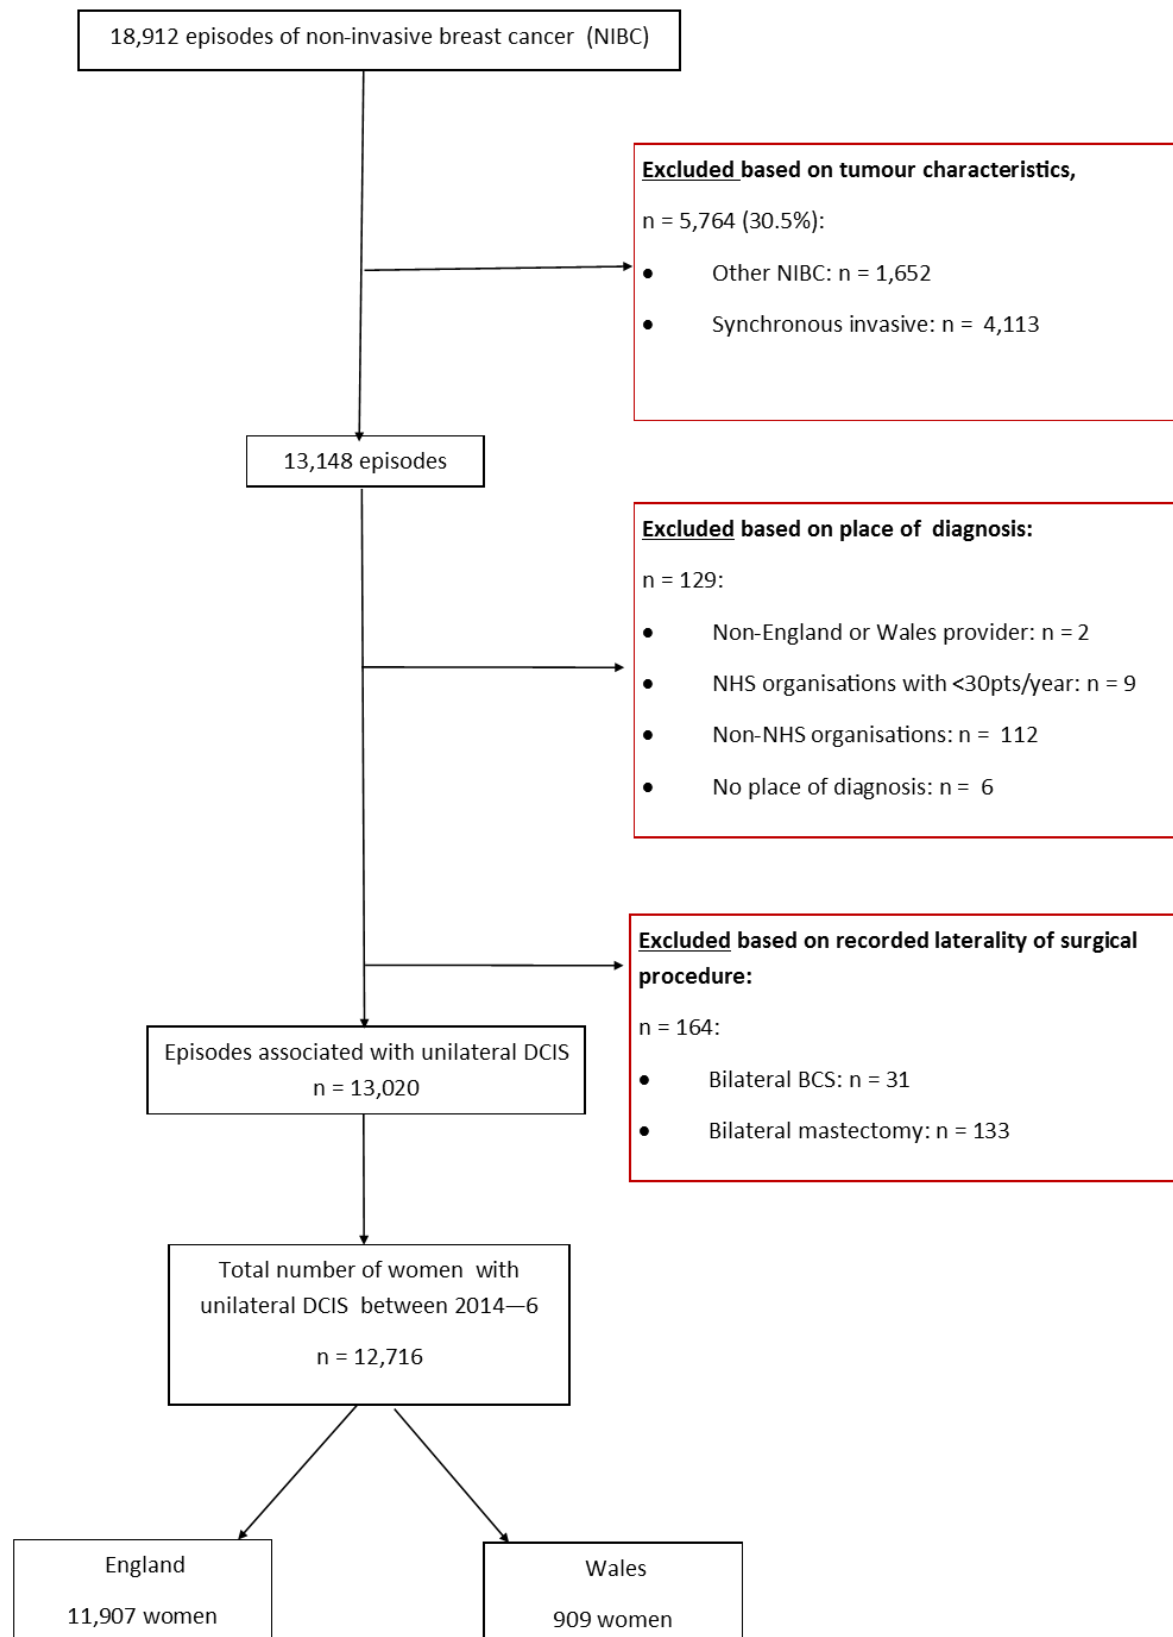 18,912 episodes of non-invasive breast cancer (NIBC)
Excluded based on tumour characteristics,
n = 5,764 (30.5%):
● Other NIBC: n = 1,652
● Synchronous invasive: n = 4,113
13,148 episodes
Excluded based on place of diagnosis:
n = 129:
● Non-England or Wales provider: n = 2
● NHS organisations with <30pts/year: n = 9
● Non-NHS organisations: n = 112
● No place of diagnosis: n = 6
Excluded based on recorded laterality of surgical
procedure:
n = 164:
● Bilateral BCS: n = 31
● Bilateral mastectomy: n = 133
Episodes associated with unilateral DCIS
n = 13,020
Total number of women with
unilateral DCIS between 2014—6
n = 12,716
England
11,907 women
Wales
909 women